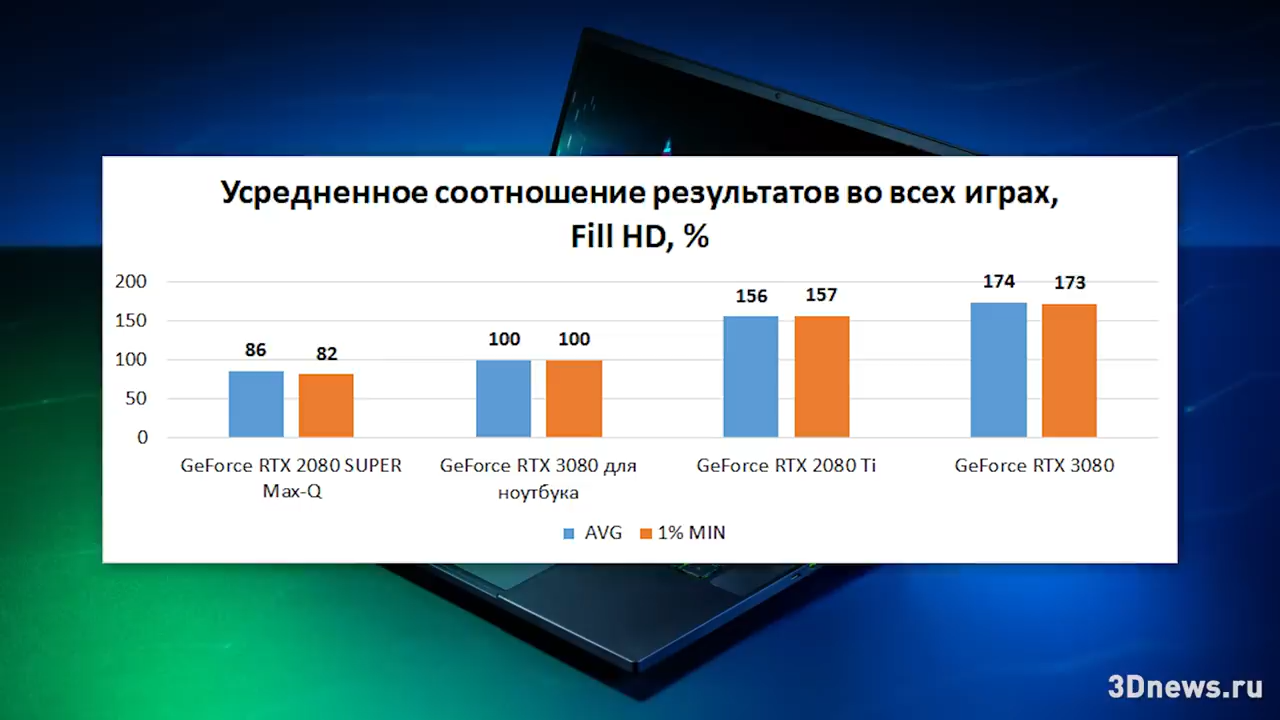 Усредненное соотношение результатов во всех играх,
Fill HD, %
200
150
100
50
0
86
82
100
100
156
157
174
173
GeForce RTX 2080 SUPER
Max-Q
GeForce RTX 3080 для
ноутбука
GeForce RTX 2080 Ti
GeForce RTX 3080
AVG
1% MIN
3Dnews.ru